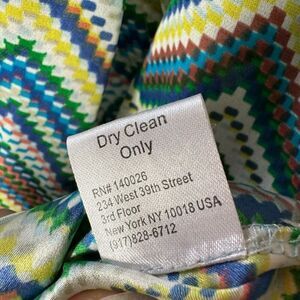 Dry Clean
Only
RN# 140026
234 West 39th Street
3rd Floor
New York NY 10018 USA
(917)828-6712